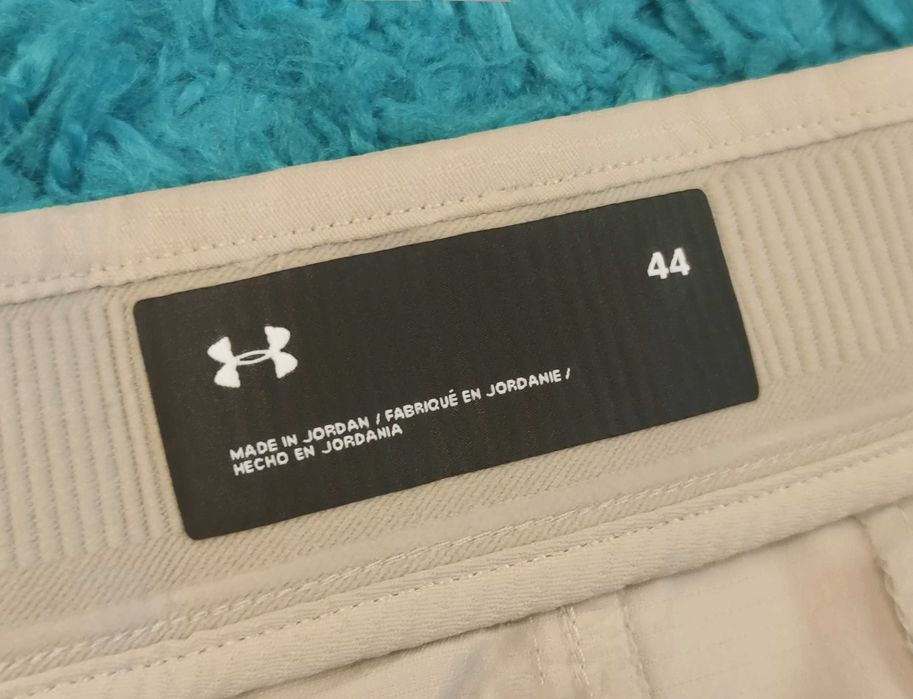 44
MADE IN JORDAN / FABRIQUÉ EN JORDANIE /
HECHO EN JORDANIA